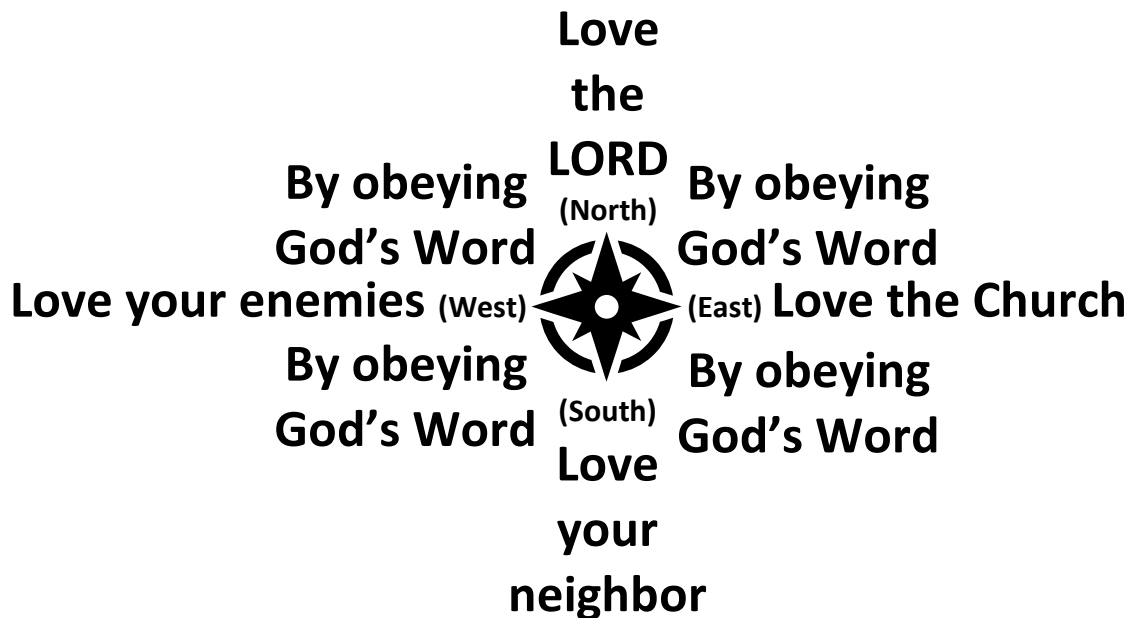 Love
the
LORD
(North)
By obeying
God’s Word
By obeying
God’s Word
Love your enemies (West)
(East) Love the Church
By obeying
God’s Word
By obeying
God’s Word
(South)
Love
your
neighbor